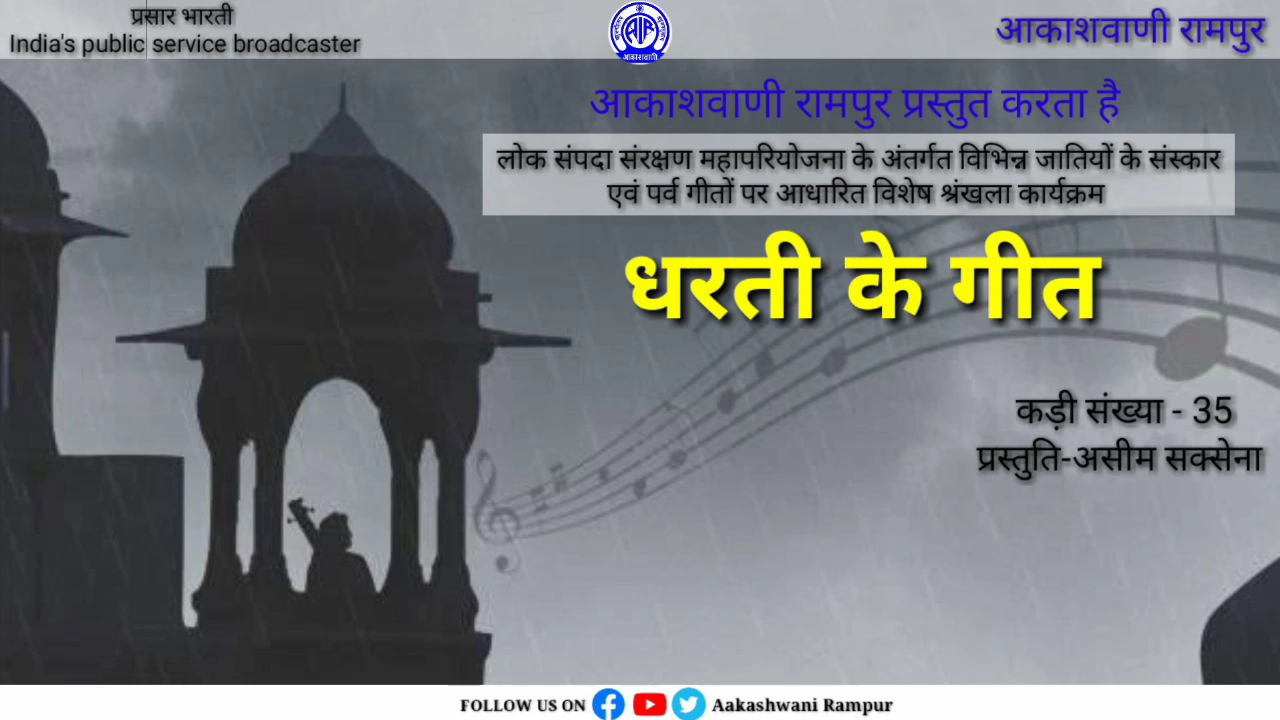 प्रसार भारती
India's public service broadcaster
आकाशवाणी
आकाशवाणी रामपुर
आकाशवाणी रामपुर प्रस्तुत करता है
लोक संपदा संरक्षण महापरियोजना के अंतर्गत विभिन्न जातियों के संस्कार
एवं पर्व गीतों पर आधारित विशेष श्रंखला कार्यक्रम
धरती के गीत
कड़ी संख्या - 35
प्रस्तुति-असीम सक्सेना
FOLLOW US ON Aakashwani Rampur